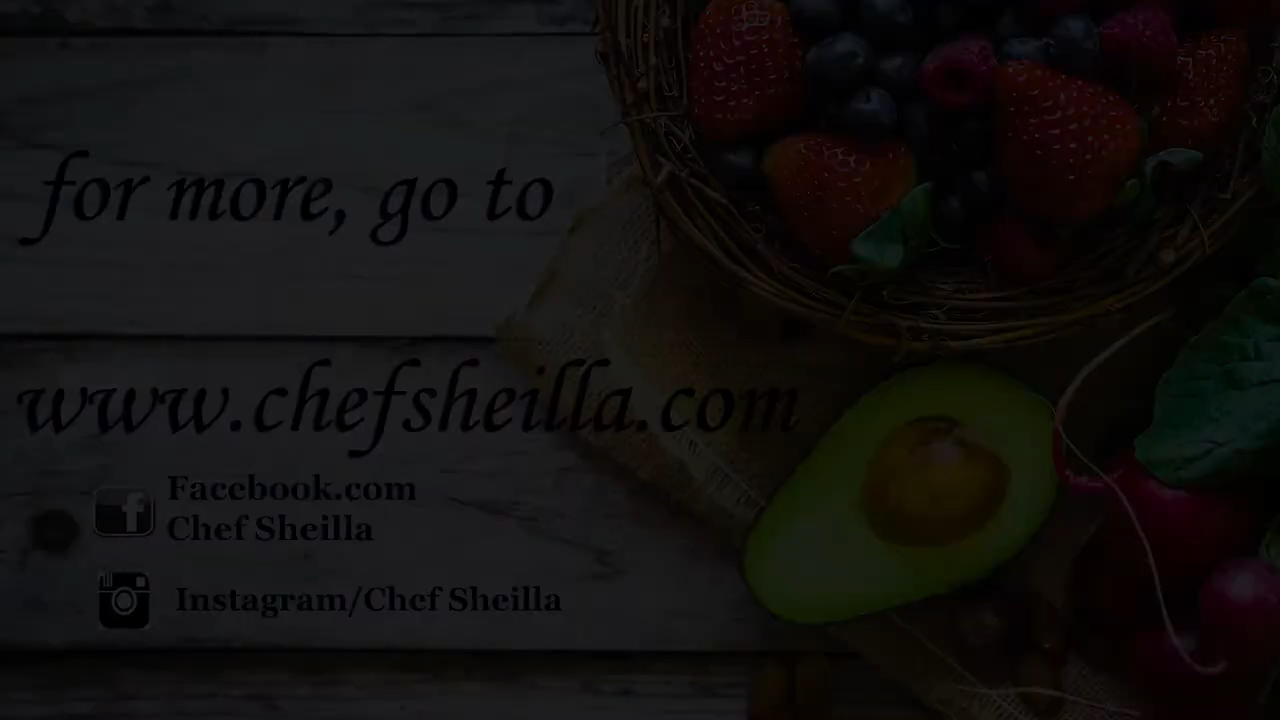 for more, go to
www.chefsheilla.com
Facebook.com
Chef Sheilla
Instagram/Chef Sheilla